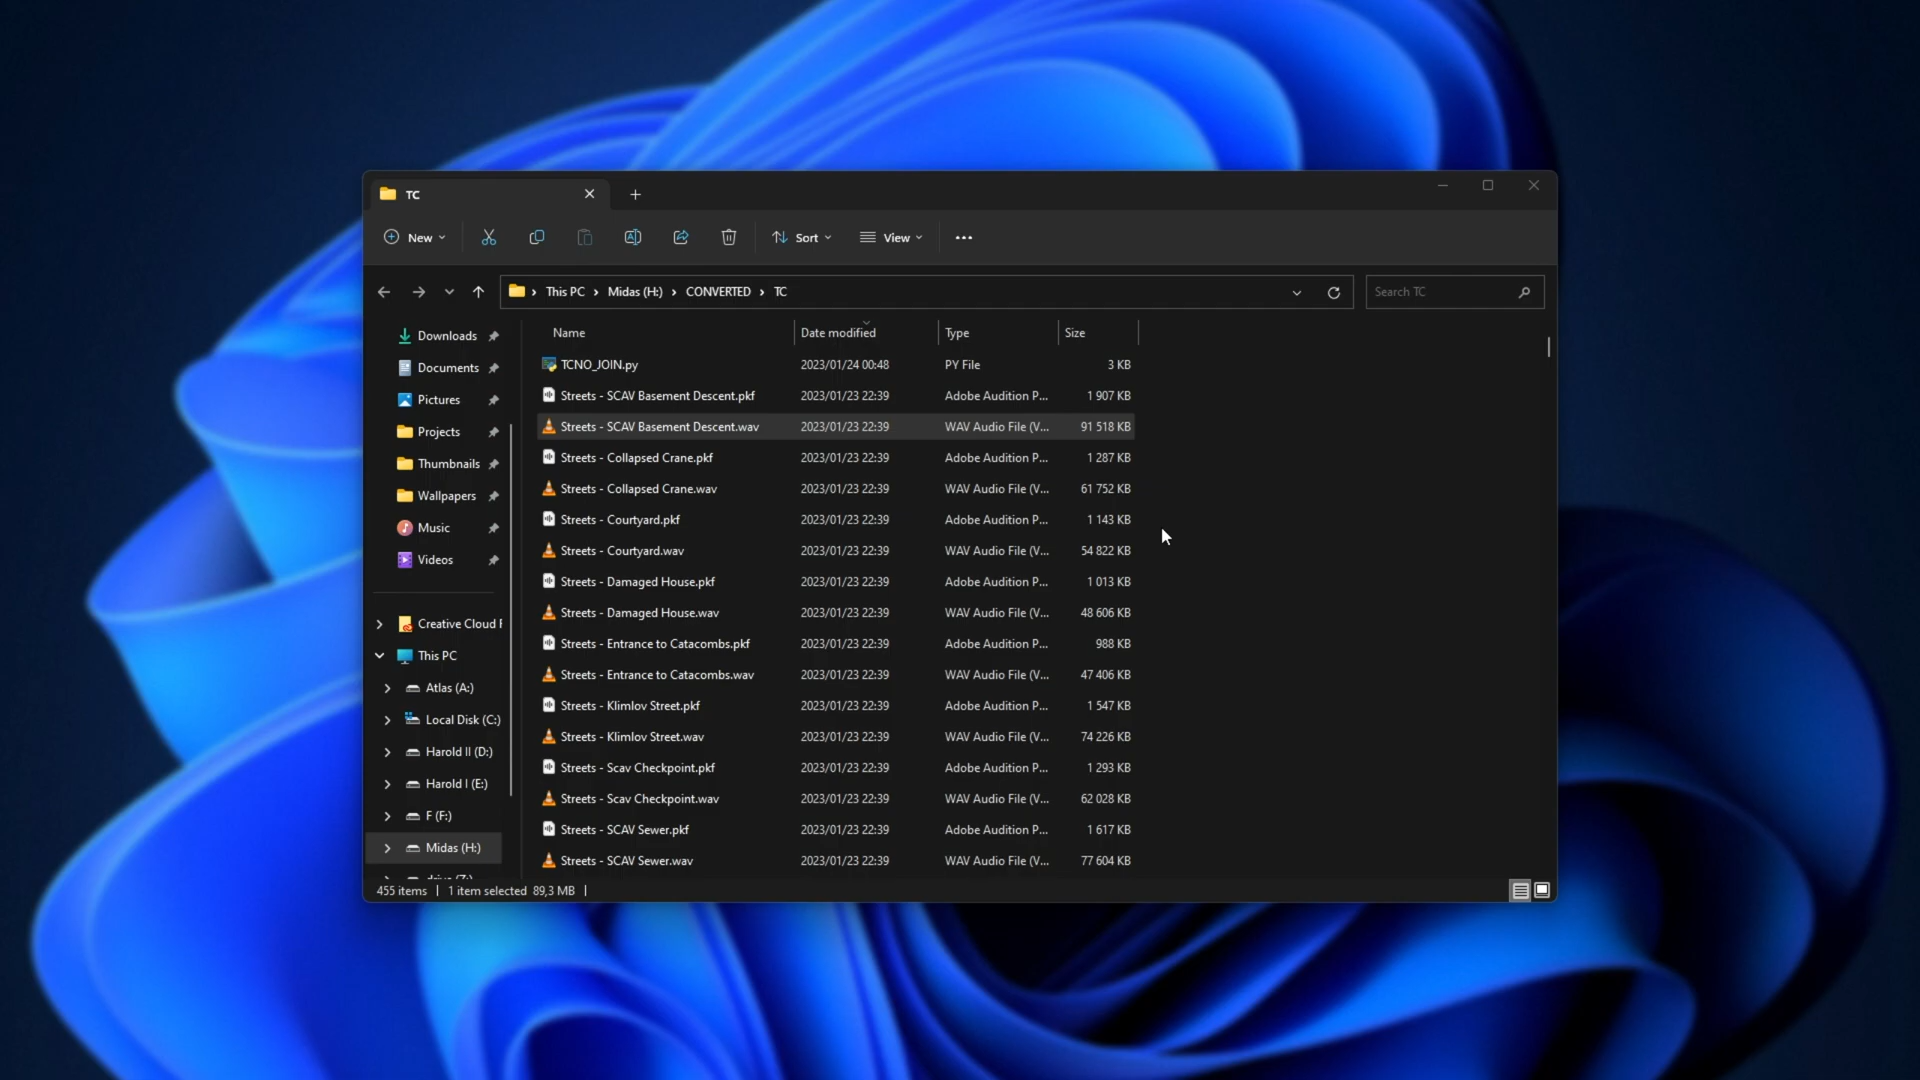 TC
New
Sort
View
This PC > Midas (H:) > CONVERTED > TC
Search TC
Downloads
Documents
Pictures
Projects
Thumbnails
Wallpapers
Music
Videos
Creative Cloud F
This PC
Atlas (A:)
Local Disk (C:)
Harold II (D:)
Harold I (E:)
F (F:)
Midas (H:)
Name Date modified Type Size
TCNO_JOIN.py 2023/01/24 00:48 PY File 3 KB
Streets - SCAV Basement Descent.pkf 2023/01/23 22:39 Adobe Audition P... 1 907 KB
Streets - SCAV Basement Descent.wav 2023/01/23 22:39 WAV Audio File (V... 91 518 KB
Streets - Collapsed Crane.pkf 2023/01/23 22:39 Adobe Audition P... 1 287 KB
Streets - Collapsed Crane.wav 2023/01/23 22:39 WAV Audio File (V... 61 752 KB
Streets - Courtyard.pkf 2023/01/23 22:39 Adobe Audition P... 1 143 KB
Streets - Courtyard.wav 2023/01/23 22:39 WAV Audio File (V... 54 822 KB
Streets - Damaged House.pkf 2023/01/23 22:39 Adobe Audition P... 1 013 KB
Streets - Damaged House.wav 2023/01/23 22:39 WAV Audio File (V... 48 606 KB
Streets - Entrance to Catacombs.pkf 2023/01/23 22:39 Adobe Audition P... 988 KB
Streets - Entrance to Catacombs.wav 2023/01/23 22:39 WAV Audio File (V... 47 406 KB
Streets - Klimlov Street.pkf 2023/01/23 22:39 Adobe Audition P... 1 547 KB
Streets - Klimlov Street.wav 2023/01/23 22:39 WAV Audio File (V... 74 226 KB
Streets - Scav Checkpoint.pkf 2023/01/23 22:39 Adobe Audition P... 1 293 KB
Streets - Scav Checkpoint.wav 2023/01/23 22:39 WAV Audio File (V... 62 028 KB
Streets - SCAV Sewer.pkf 2023/01/23 22:39 Adobe Audition P... 1 617 KB
Streets - SCAV Sewer.wav 2023/01/23 22:39 WAV Audio File (V... 77 604 KB
455 items | 1 item selected 89,3 MB |